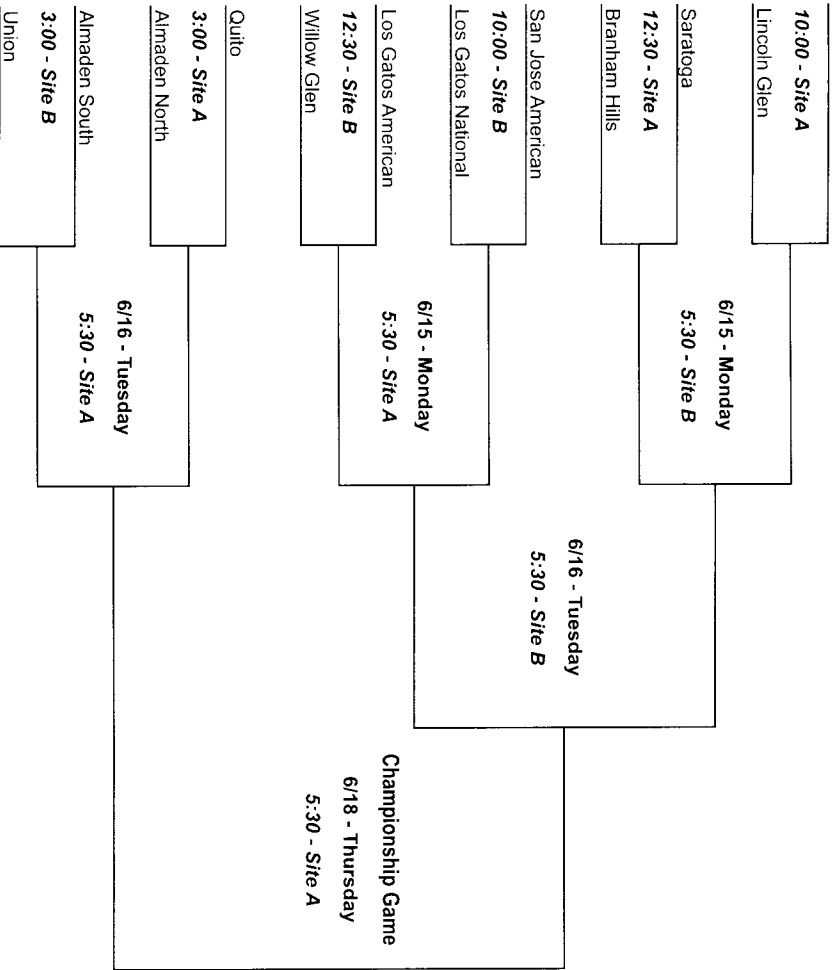 10:00 - Site A
Lincoln Glen
Saratoga
12:30 - Site A
Branham Hills
San Jose American
10:00 - Site B
Los Gatos National
Los Gatos American
12:30 - Site B
Willow Glen
Quito
3:00 - Site A
Almaden North
Almaden South
3:00 - Site B
Union
6/15 - Monday
5:30 - Site B
6/15 - Monday
5:30 - Site A
6/16 - Tuesday
5:30 - Site A
6/16 - Tuesday
5:30 - Site B
Championship Game
6/18 - Thursday
5:30 - Site A